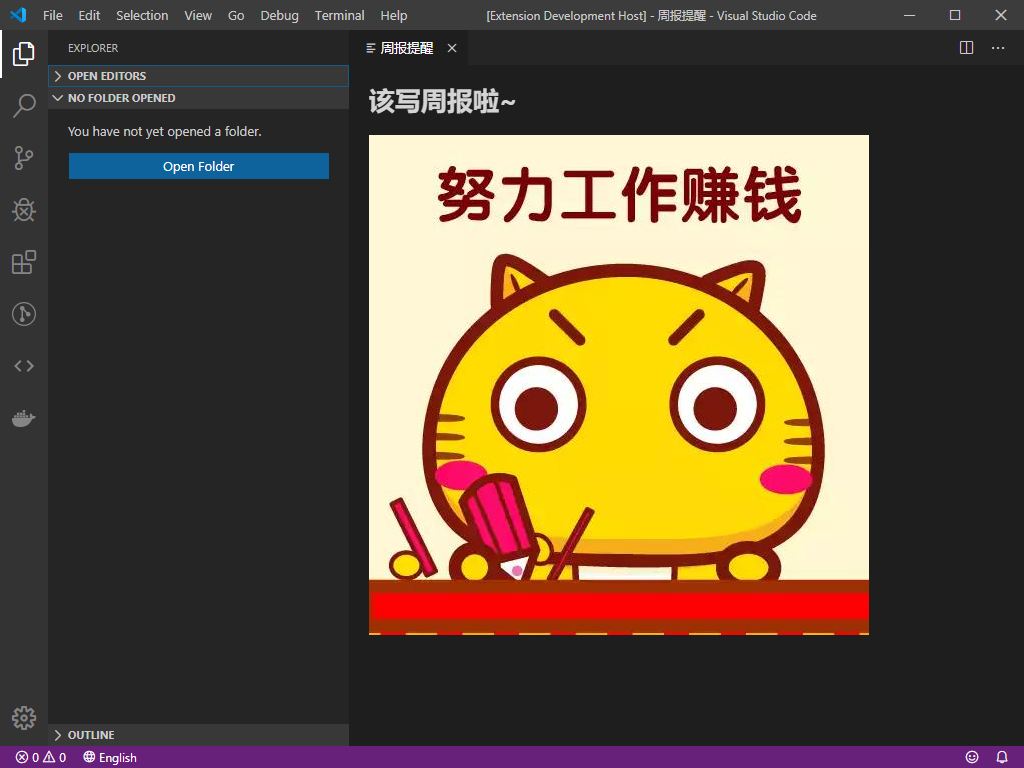 File Edit Selection View Go Debug Terminal Help [Extension Development Host] - 周报提醒 - Visual Studio Code
EXPLORER
OPEN EDITORS
NO FOLDER OPENED
You have not yet opened a folder.
Open Folder
周报提醒
该写周报啦~
努力工作赚钱
OUTLINE
0 0 English